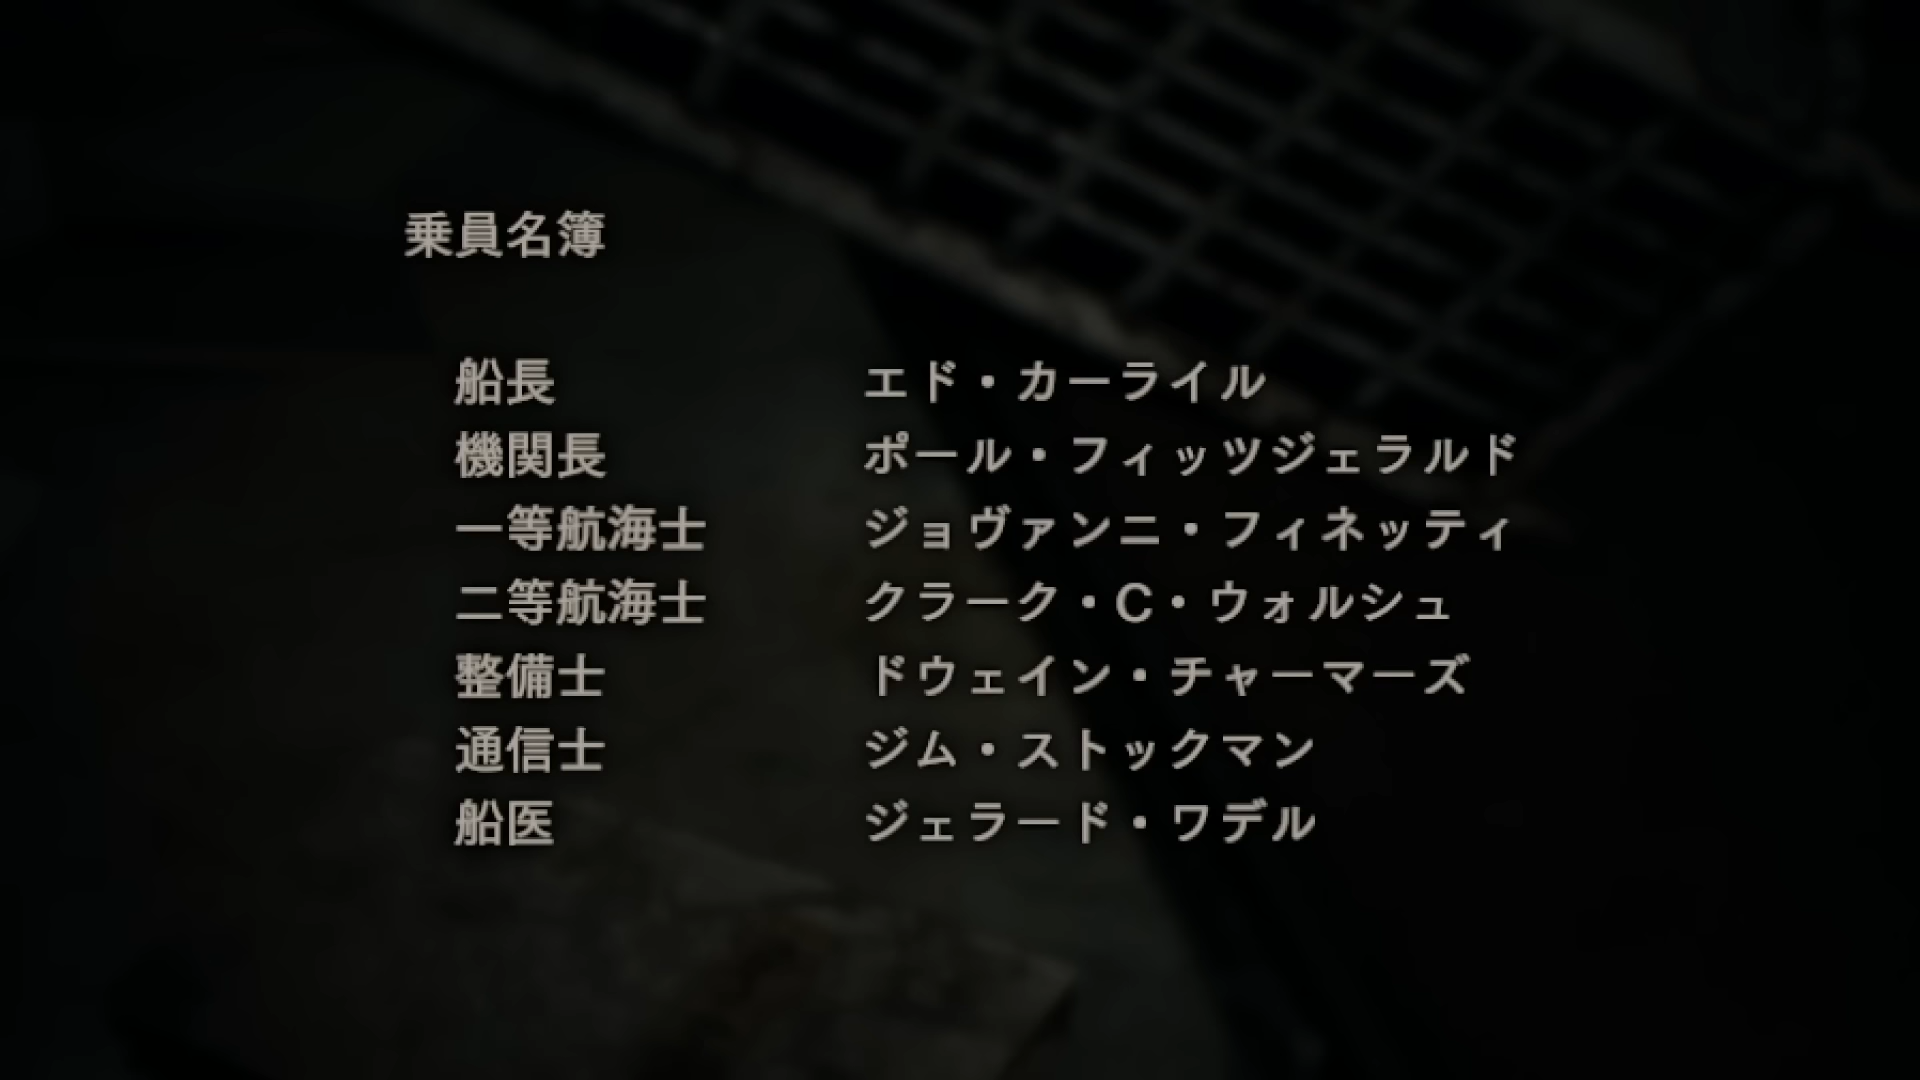 乗員名簿
船長 エド・カーライル
機関長 ポール・フィッツジェラルド
一等航海士 ジョヴァンニ・フィネッティ
二等航海士 クラーク・C・ウォルシュ
整備士 ドウェイン・チャーマーズ
通信士 ジム・ストックマン
船医 ジェラード・ワデル